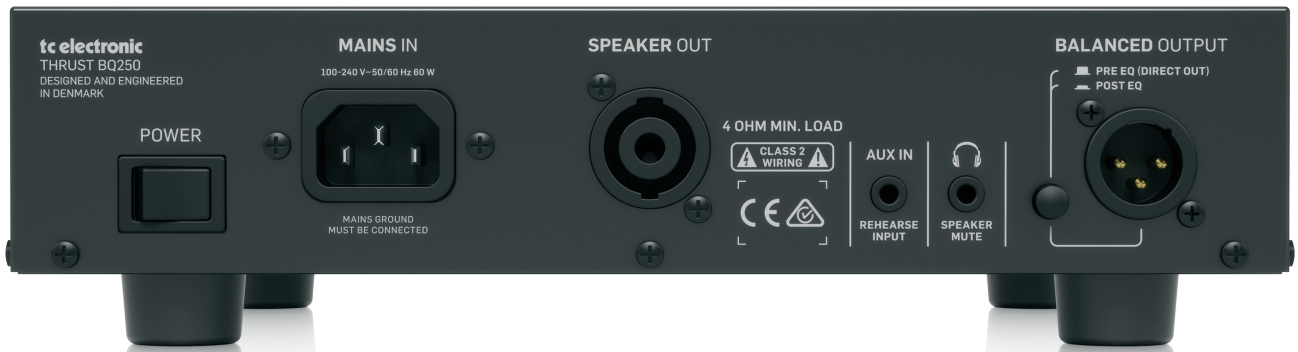 tc electronic
THRUST BQ250
DESIGNED AND ENGINEERED
IN DENMARK
POWER
MAINS IN
100-240 V~50/60 Hz 60 W
MAINS GROUND
MUST BE CONNECTED
SPEAKER OUT
4 OHM MIN. LOAD
CLASS 2
WIRING
CE
AUX IN
REHEARSE
INPUT
SPEAKER
MUTE
BALANCED OUTPUT
PRE EQ (DIRECT OUT)
POST EQ